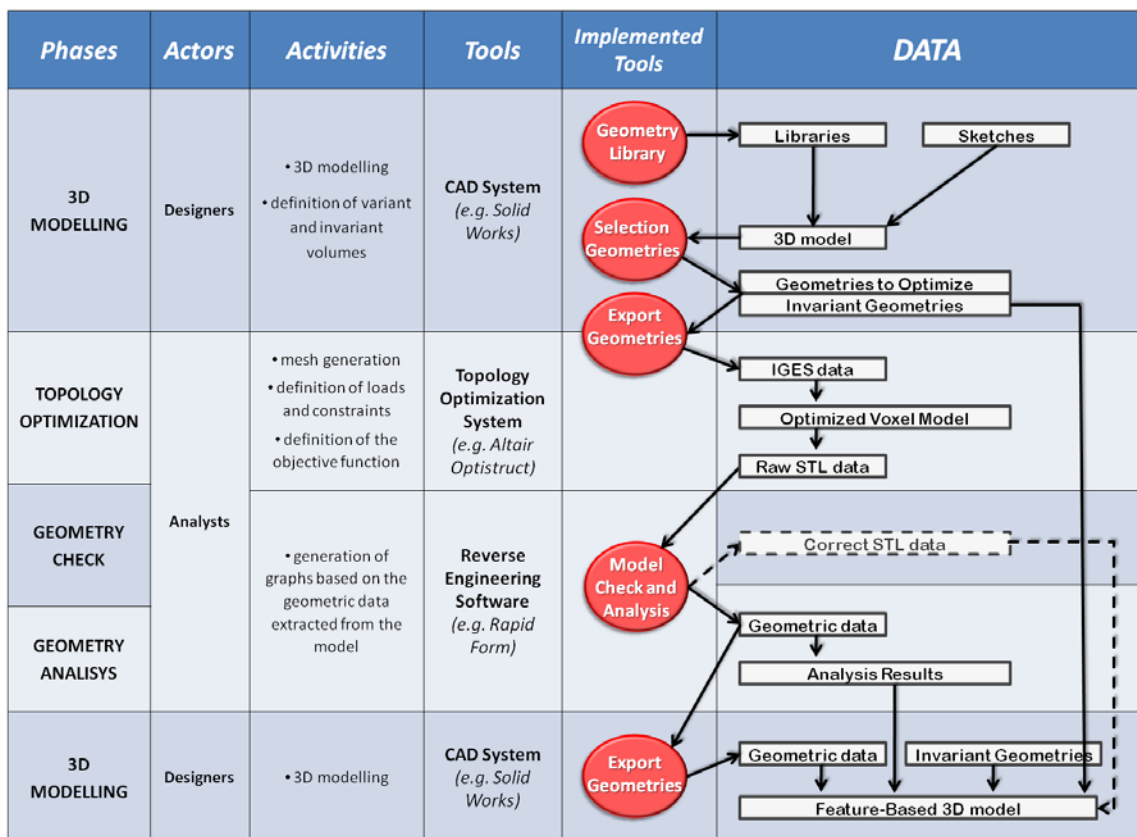 Phases
Actors
Activities
Tools
Implemented
Tools
DATA
3D
MODELLING
Designers
• 3D modelling
• definition of variant
and invariant
volumes
CAD System
(e.g. Solid
Works)
Geometry
Library
Libraries
Sketches
Selection
Geometries
3D model
Geometries to Optimize
Invariant Geometries
Export
Geometries
TOPOLOGY
OPTIMIZATION
Analysts
• mesh generation
• definition of loads
and constraints
• definition of the
objective function
Topology
Optimization
System
(e.g. Altair
Optistruct)
IGES data
Optimized Voxel Model
Raw STL data
GEOMETRY
CHECK
GEOMETRY
ANALISYS
• generation of
graphs based on the
geometric data
extracted from the
model
Reverse
Engineering
Software
(e.g. Rapid
Form)
Model
Check and
Analysis
Correct STL data
Geometric data
Analysis Results
3D
MODELLING
Designers
• 3D modelling
CAD System
(e.g. Solid
Works)
Export
Geometries
Geometric data
Invariant Geometries
Feature-Based 3D model